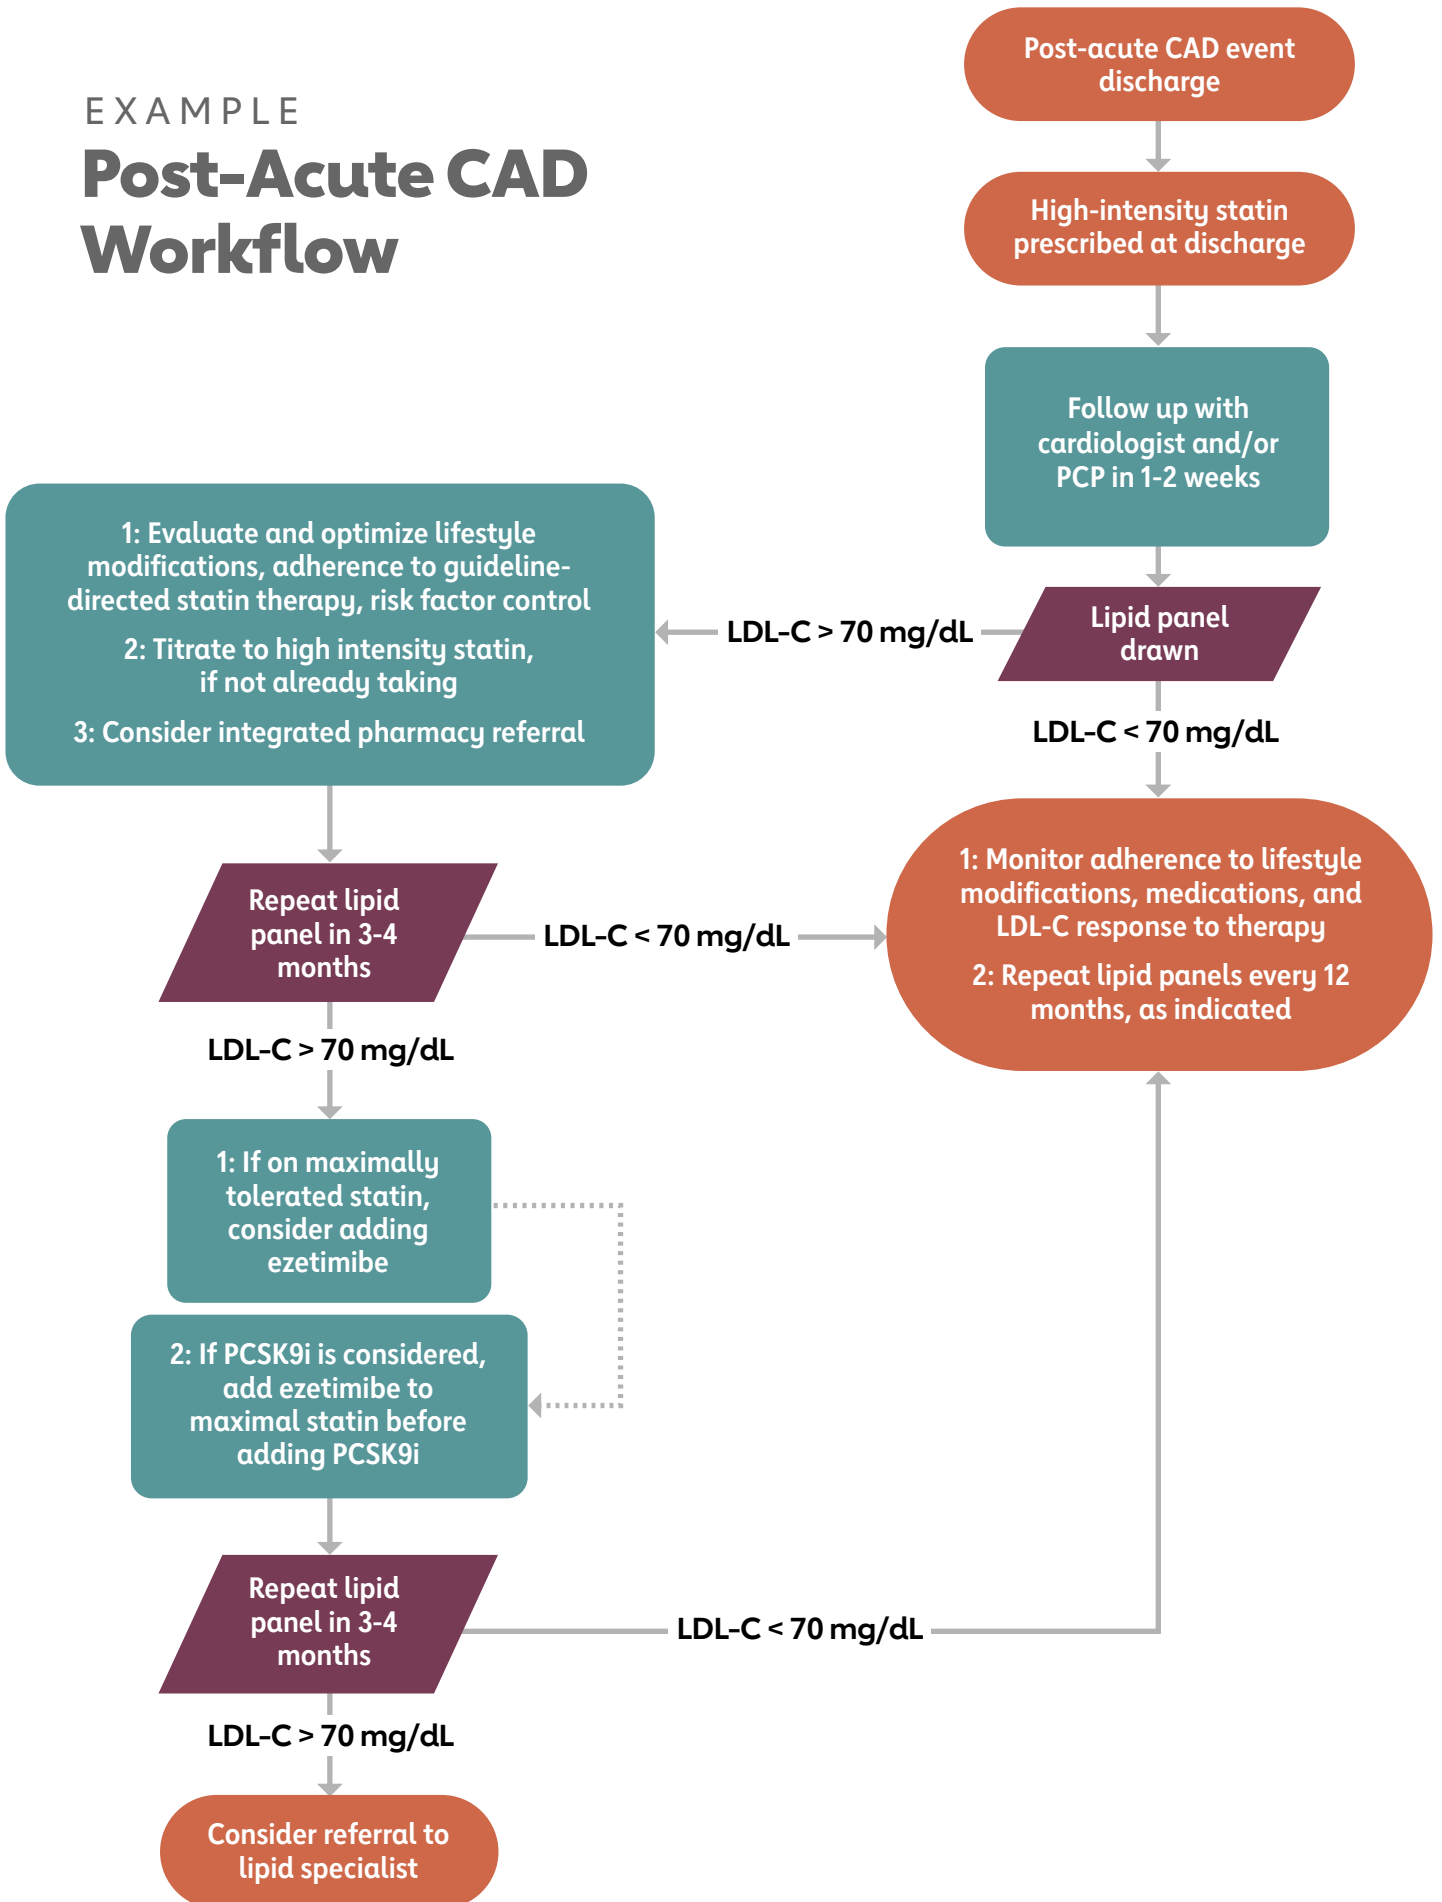 EXAMPLE
Post-Acute CAD
Workflow
Post-acute CAD event
discharge
High-intensity statin
prescribed at discharge
Follow up with
cardiologist and/or
PCP in 1-2 weeks
Lipid panel
drawn
LDL-C > 70 mg/dL
LDL-C < 70 mg/dL
1: Evaluate and optimize lifestyle
modifications, adherence to guideline-
directed statin therapy, risk factor control
2: Titrate to high intensity statin,
if not already taking
3: Consider integrated pharmacy referral
Repeat lipid
panel in 3-4
months
LDL-C < 70 mg/dL
1: Monitor adherence to lifestyle
modifications, medications, and
LDL-C response to therapy
2: Repeat lipid panels every 12
months, as indicated
LDL-C > 70 mg/dL
1: If on maximally
tolerated statin,
consider adding
ezetimibe
2: If PCSK9i is considered,
add ezetimibe to
maximal statin before
adding PCSK9i
Repeat lipid
panel in 3-4
months
LDL-C < 70 mg/dL
LDL-C > 70 mg/dL
Consider referral to
lipid specialist